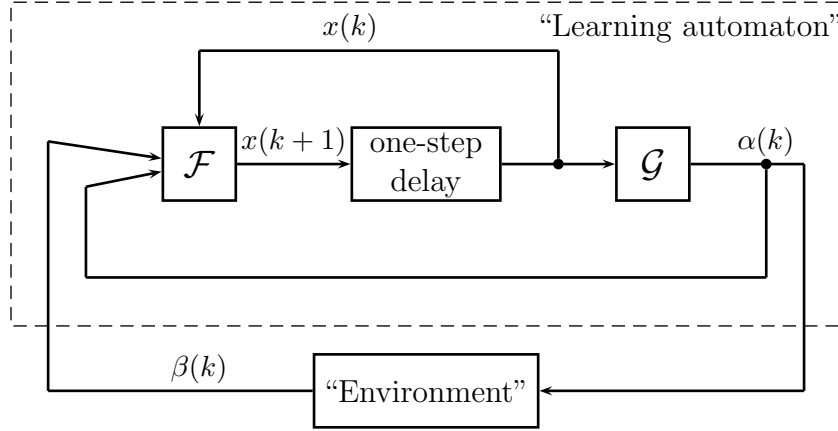 “Learning automaton”
x(k)
ℱ
x(k + 1)
one-step
delay
𝒢
α(k)
β(k)
“Environment”